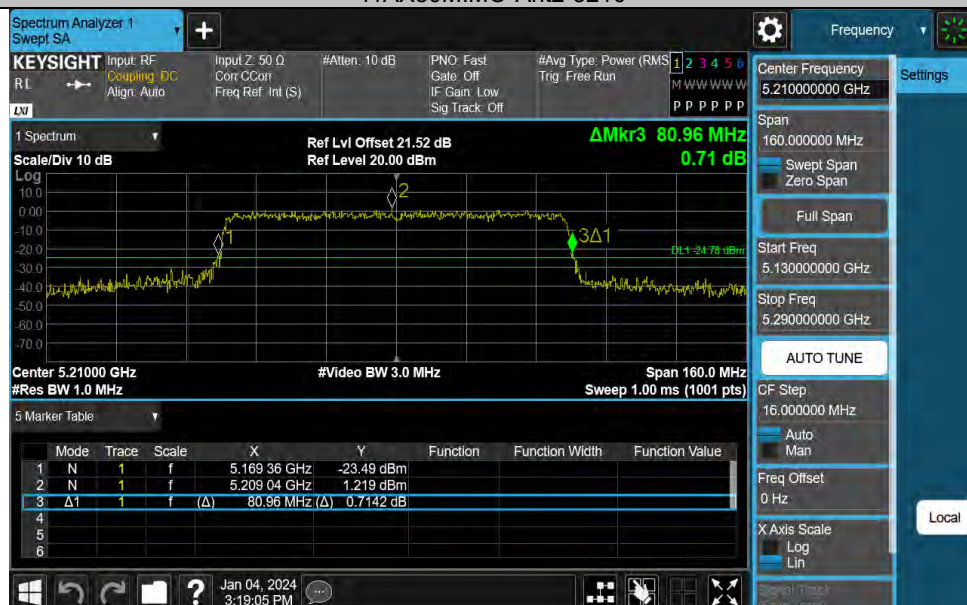 Spectrum Analyzer 1
Swept SA
Frequency
KEYSIGHT
RL
LXI
Input: RF
Coupling: DC
Align: Auto
Input Z: 50 Ω
Corr CCorr
Freq Ref: Int (S)
#Atten: 10 dB
PNO: Fast
Gate: Off
IF Gain: Low
Sig Track: Off
#Avg Type: Power (RMS
Trig: Free Run
1 2 3 4 5 6
M W W W W W
P P P P P P
1 Spectrum
Scale/Div 10 dB
Ref Lvl Offset 21.52 dB
Ref Level 20.00 dBm
ΔMkr3 80.96 MHz
0.71 dB
Log
10.0
0.00
-10.0
-20.0
-30.0
-40.0
-50.0
-60.0
-70.0
1
2
3Δ1
DL1 -24.78 dBm
Center 5.21000 GHz
#Res BW 1.0 MHz
#Video BW 3.0 MHz
Span 160.0 MHz
Sweep 1.00 ms (1001 pts)
5 Marker Table
Mode Trace Scale X Y Function Function Width Function Value
1 N 1 f 5.169 36 GHz -23.49 dBm
2 N 1 f 5.209 04 GHz 1.219 dBm
3 Δ1 1 f (Δ) 80.96 MHz (Δ) 0.7142 dB
4
5
6
?
Jan 04, 2024
3:19:05 PM
Center Frequency
5.210000000 GHz
Span
160.000000 MHz
Swept Span
Zero Span
Full Span
Start Freq
5.130000000 GHz
Stop Freq
5.290000000 GHz
AUTO TUNE
CF Step
16.000000 MHz
Auto
Man
Freq Offset
0 Hz
X Axis Scale
Log
Lin
Signal Track
Settings
Local